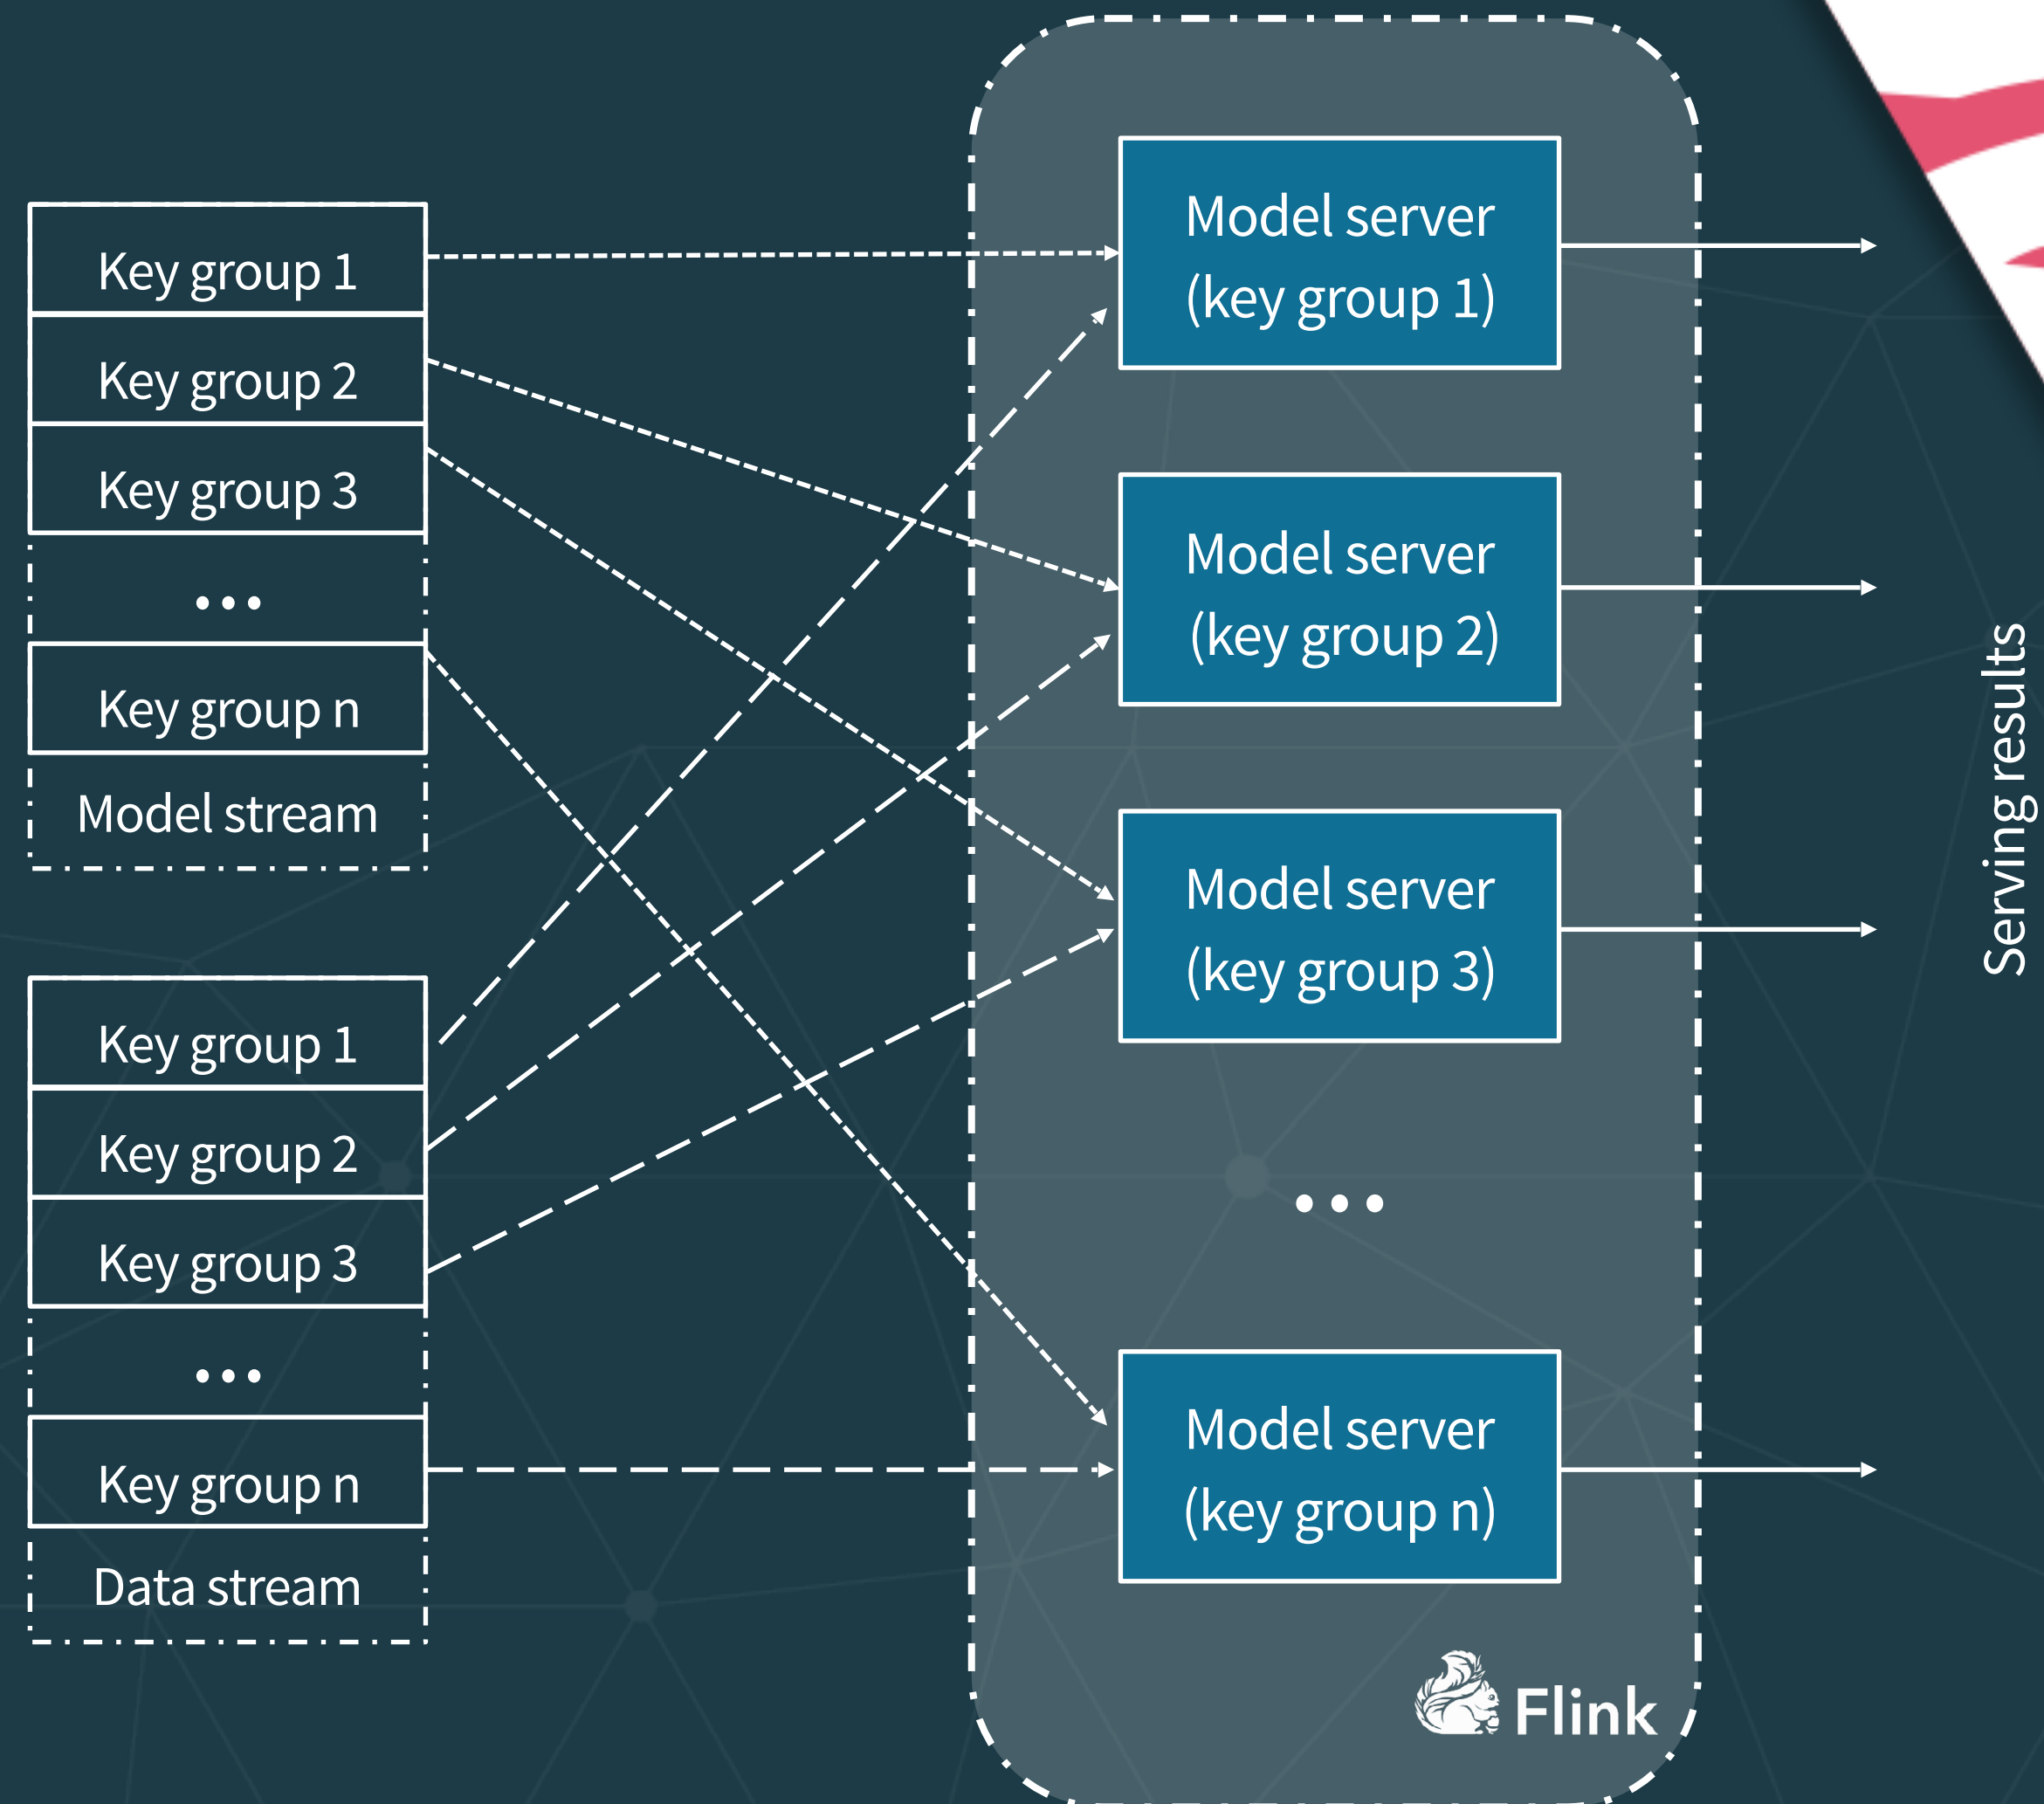 Key group 1
Key group 2
Key group 3
...
Key group n
Model stream
Key group 1
Key group 2
Key group 3
...
Key group n
Data stream
Model server
(key group 1)
Model server
(key group 2)
Model server
(key group 3)
...
Model server
(key group n)
Flink
Serving results